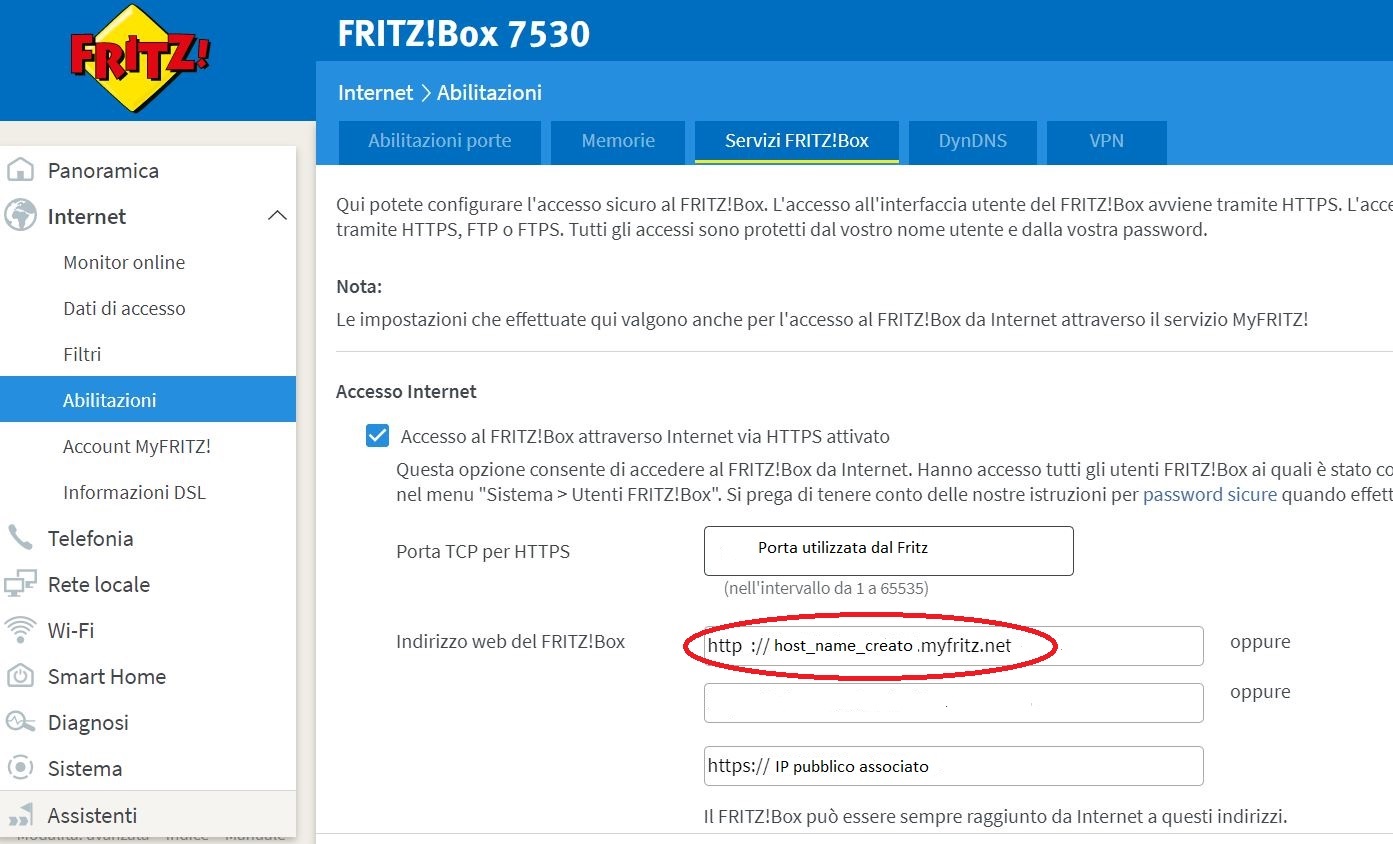 FRITZ!
FRITZ!Box 7530
Internet > Abilitazioni
Abilitazioni porte
Memorie
Servizi FRITZ!Box
DynDNS
VPN
Panoramica
Internet
Monitor online
Dati di accesso
Filtri
Abilitazioni
Account MyFRITZ!
Informazioni DSL
Telefonia
Rete locale
Wi-Fi
Smart Home
Diagnosi
Sistema
Assistenti
Modalità: avanzata Indice Manuale
Qui potete configurare l'accesso sicuro al FRITZ!Box. L'accesso all'interfaccia utente del FRITZ!Box avviene tramite HTTPS. L'acce
tramite HTTPS, FTP o FTPS. Tutti gli accessi sono protetti dal vostro nome utente e dalla vostra password.
Nota:
Le impostazioni che effettuate qui valgono anche per l'accesso al FRITZ!Box da Internet attraverso il servizio MyFRITZ!
Accesso Internet
Accesso al FRITZ!Box attraverso Internet via HTTPS attivato
Questa opzione consente di accedere al FRITZ!Box da Internet. Hanno accesso tutti gli utenti FRITZ!Box ai quali è stato co
nel menu "Sistema > Utenti FRITZ!Box". Si prega di tenere conto delle nostre istruzioni per password sicure quando effett
Porta TCP per HTTPS
Porta utilizzata dal Fritz
(nell'intervallo da 1 a 65535)
Indirizzo web del FRITZ!Box
http :// host_name_creato .myfritz.net
oppure
oppure
https:// IP pubblico associato
Il FRITZ!Box può essere sempre raggiunto da Internet a questi indirizzi.